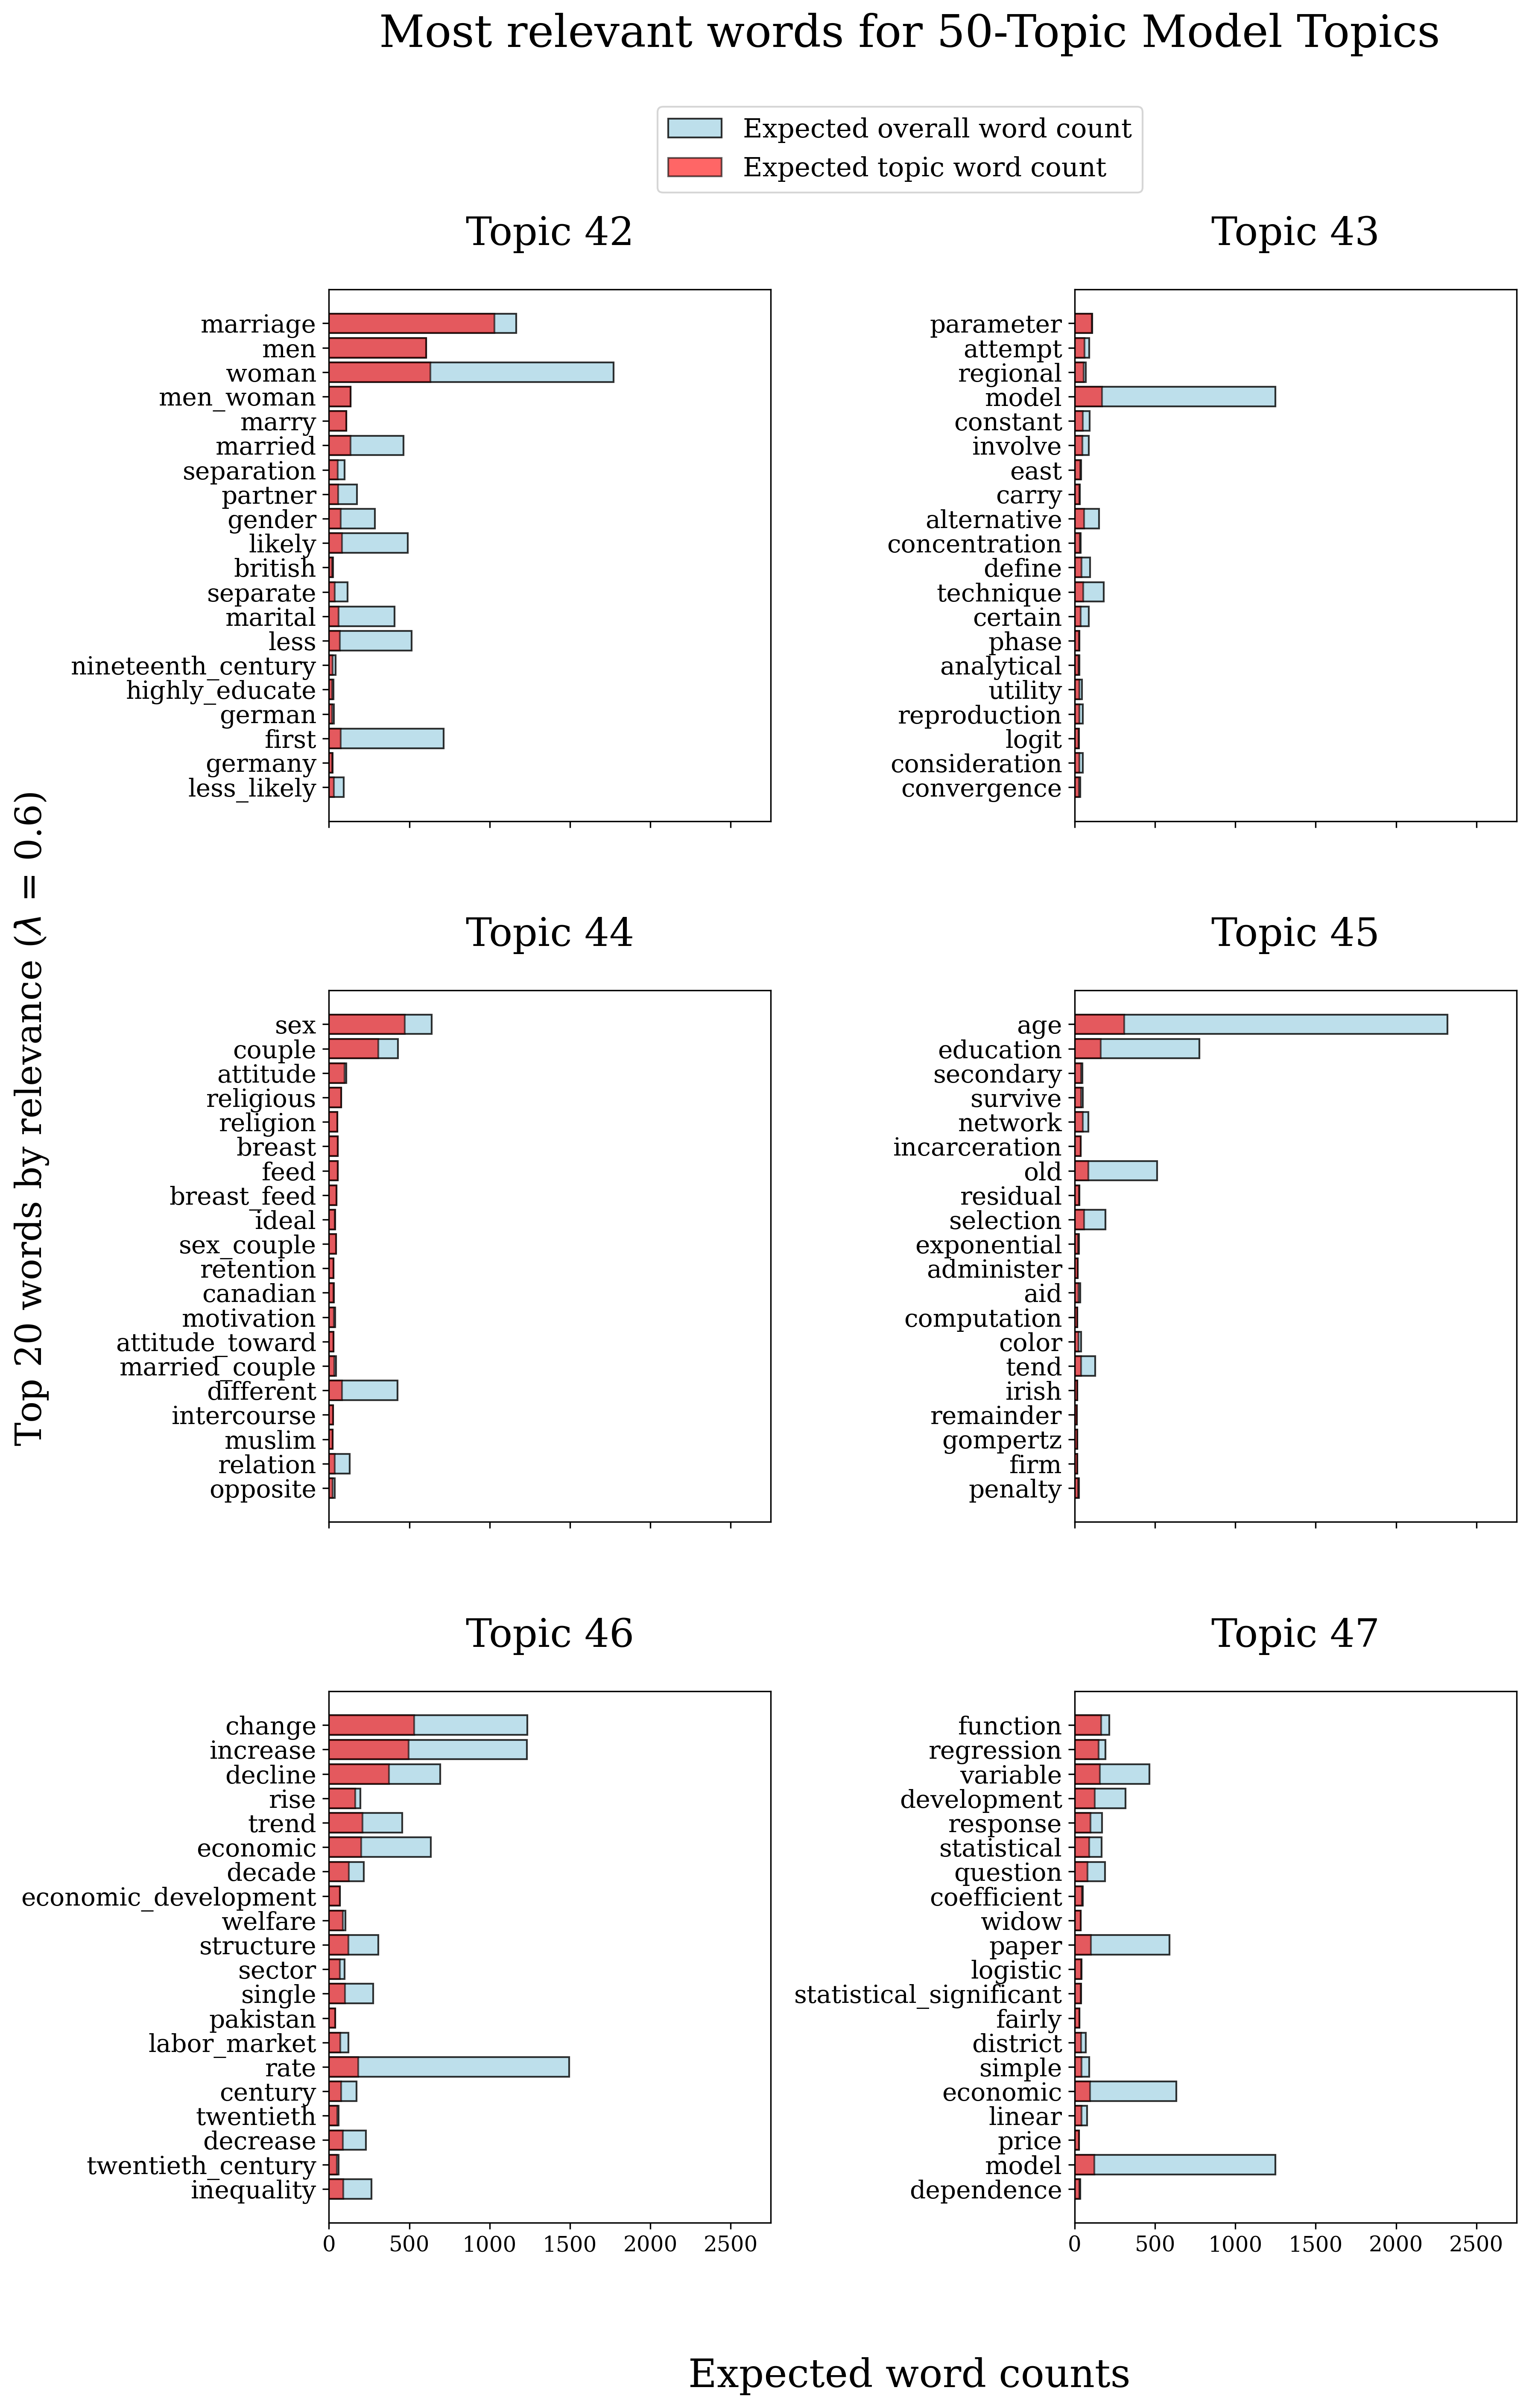 Most relevant words for 50-Topic Model Topics
Expected overall word count
Expected topic word count
Top 20 words by relevance (λ = 0.6)
Topic 42
marriage
men
woman
men_woman
marry
married
separation
partner
gender
likely
british
separate
marital
less
nineteenth_century
highly_educate
german
first
germany
less_likely
Topic 43
parameter
attempt
regional
model
constant
involve
east
carry
alternative
concentration
define
technique
certain
phase
analytical
utility
reproduction
logit
consideration
convergence
Topic 44
sex
couple
attitude
religious
religion
breast
feed
breast_feed
ideal
sex_couple
retention
canadian
motivation
attitude_toward
married_couple
different
intercourse
muslim
relation
opposite
Topic 45
age
education
secondary
survive
network
incarceration
old
residual
selection
exponential
administer
aid
computation
color
tend
irish
remainder
gompertz
firm
penalty
Topic 46
change
increase
decline
rise
trend
economic
decade
economic_development
welfare
structure
sector
single
pakistan
labor_market
rate
century
twentieth
decrease
twentieth_century
inequality
0 500 1000 1500 2000 2500
Topic 47
function
regression
variable
development
response
statistical
question
coefficient
widow
paper
logistic
statistical_significant
fairly
district
simple
economic
linear
price
model
dependence
0 500 1000 1500 2000 2500
Expected word counts